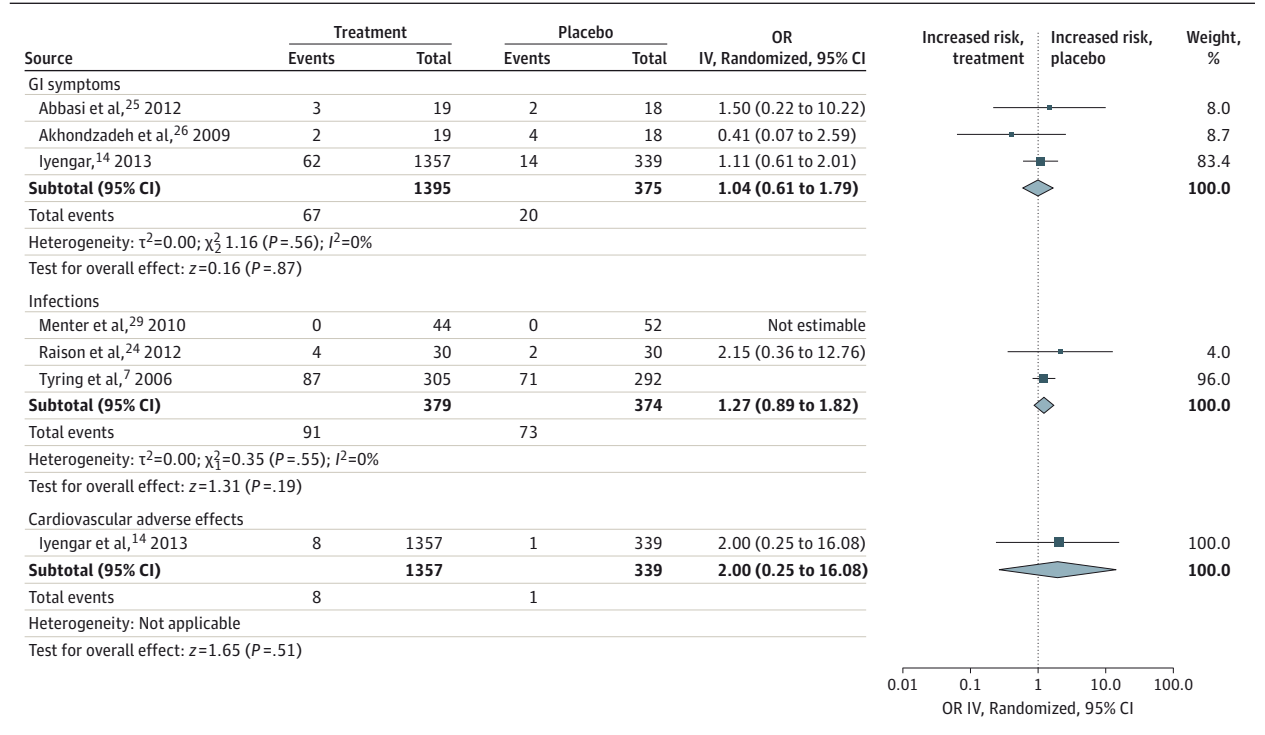 Treatment Placebo OR Increased risk, Increased risk, Weight,
Source Events Total Events Total IV, Randomized, 95% CI treatment placebo %
GI symptoms
Abbasi et al,25 2012 3 19 2 18 1.50 (0.22 to 10.22) 8.0
Akhondzadeh et al,26 2009 2 19 4 18 0.41 (0.07 to 2.59) 8.7
Iyengar,14 2013 62 1357 14 339 1.11 (0.61 to 2.01) 83.4
Subtotal (95% CI) 1395 375 1.04 (0.61 to 1.79) 100.0
Total events 67 20
Heterogeneity: τ2=0.00; χ22 1.16 (P=.56); I2=0%
Test for overall effect: z=0.16 (P=.87)
Infections
Menter et al,29 2010 0 44 0 52 Not estimable
Raison et al,24 2012 4 30 2 30 2.15 (0.36 to 12.76) 4.0
Tyring et al,7 2006 87 305 71 292 96.0
Subtotal (95% CI) 379 374 1.27 (0.89 to 1.82) 100.0
Total events 91 73
Heterogeneity: τ2=0.00; χ21=0.35 (P=.55); I2=0%
Test for overall effect: z=1.31 (P=.19)
Cardiovascular adverse effects
Iyengar et al,14 2013 8 1357 1 339 2.00 (0.25 to 16.08) 100.0
Subtotal (95% CI) 1357 339 2.00 (0.25 to 16.08) 100.0
Total events 8 1
Heterogeneity: Not applicable
Test for overall effect: z=1.65 (P=.51)
0.01 0.1 1 10.0 100.0
OR IV, Randomized, 95% CI